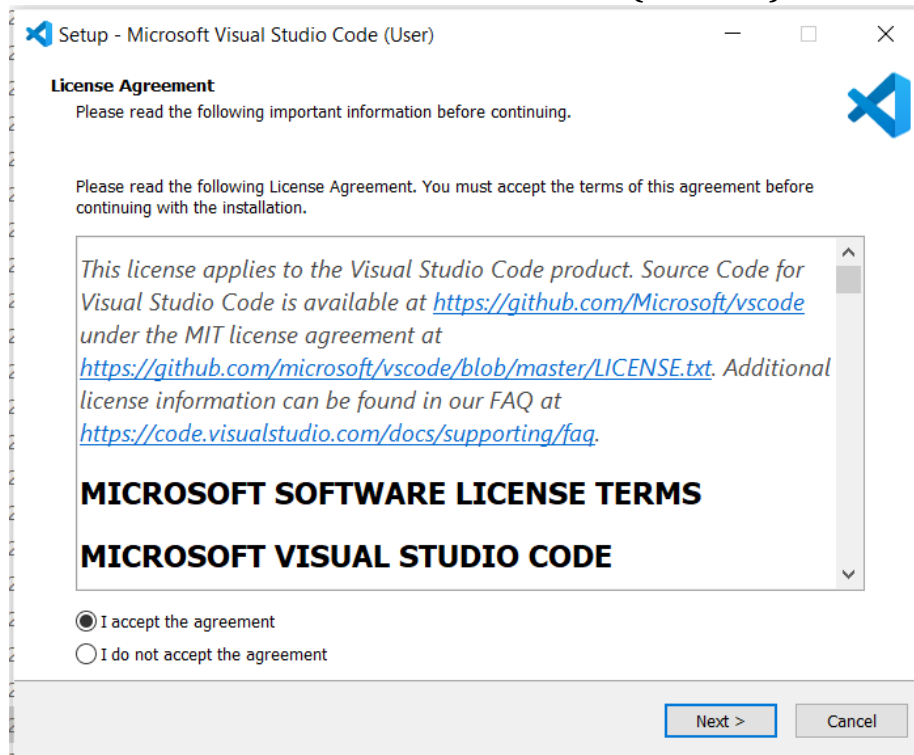 Setup - Microsoft Visual Studio Code (User)
License Agreement
Please read the following important information before continuing.
Please read the following License Agreement. You must accept the terms of this agreement before
continuing with the installation.
This license applies to the Visual Studio Code product. Source Code for
Visual Studio Code is available at https://github.com/Microsoft/vscode
under the MIT license agreement at
https://github.com/microsoft/vscode/blob/master/LICENSE.txt. Additional
license information can be found in our FAQ at
https://code.visualstudio.com/docs/supporting/faq.
MICROSOFT SOFTWARE LICENSE TERMS
MICROSOFT VISUAL STUDIO CODE
I accept the agreement
I do not accept the agreement
Next >
Cancel